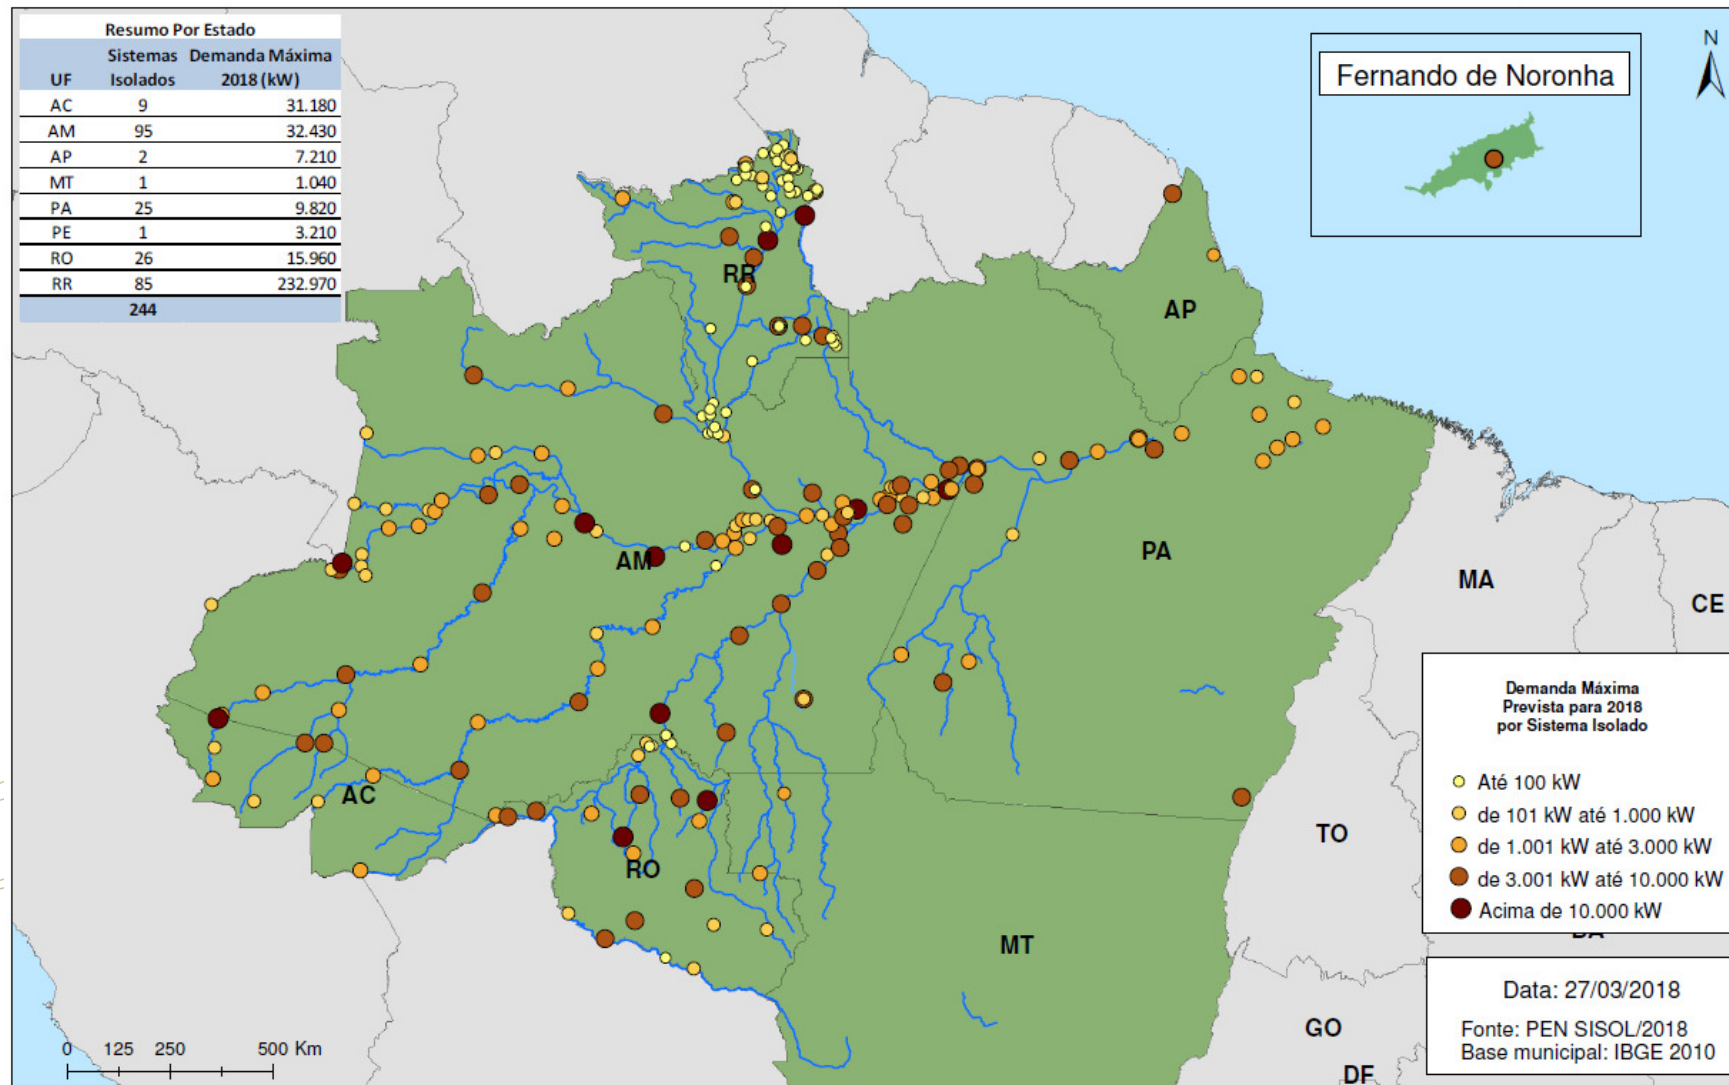 Resumo Por Estado
Sistemas Demanda Máxima
UF Isolados 2018 (kW)
AC 9 31.180
AM 95 32.430
AP 2 7.210
MT 1 1.040
PA 25 9.820
PE 1 3.210
RO 26 15.960
RR 85 232.970
244
Fernando de Noronha
N
RR
AP
AM
PA
MA
CE
AC
RO
TO
MT
GO
DF
Demanda Máxima
Prevista para 2018
por Sistema Isolado
Até 100 kW
de 101 kW até 1.000 kW
de 1.001 kW até 3.000 kW
de 3.001 kW até 10.000 kW
Acima de 10.000 kW
Data: 27/03/2018
Fonte: PEN SISOL/2018
Base municipal: IBGE 2010
0 125 250 500 Km